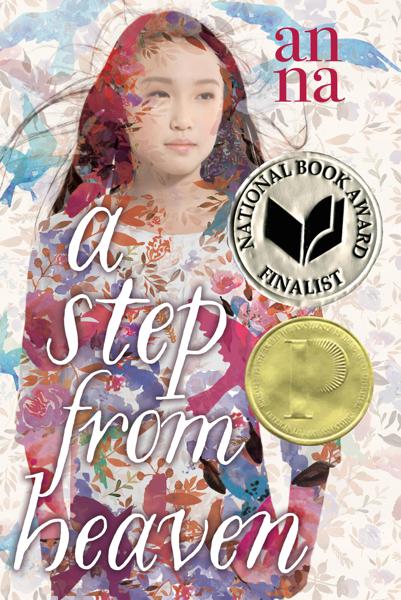 an
na
NATIONAL BOOK AWARD
FINALIST
P
a
step
from
heaven